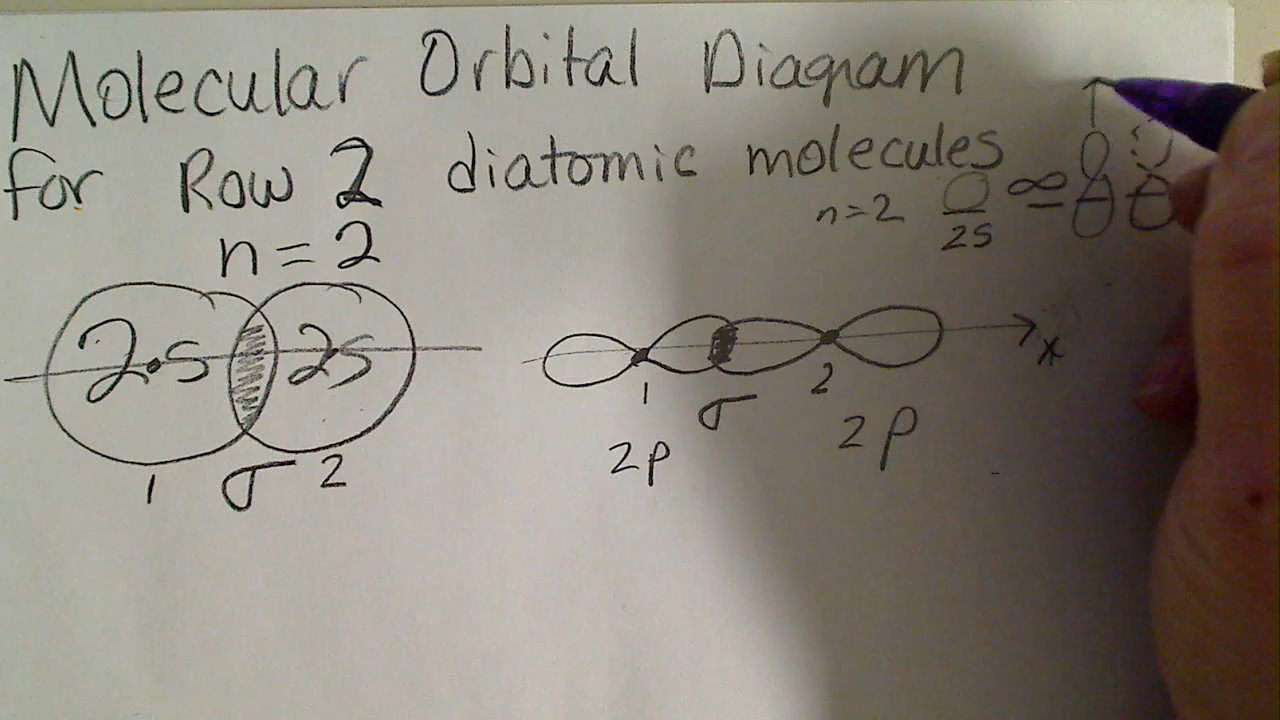 Molecular Orbital Diagram
for Row 2 diatomic molecules
n=2 2s
n=2
2s 2s
x
1 σ 2
1 σ 2
2p 2p